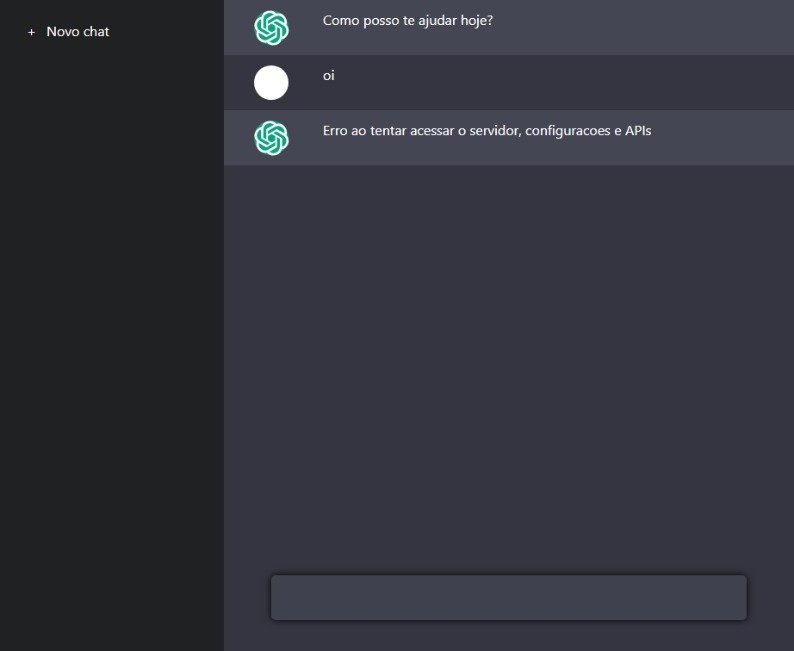 + Novo chat
Como posso te ajudar hoje?
oi
Erro ao tentar acessar o servidor, configuracoes e APIs